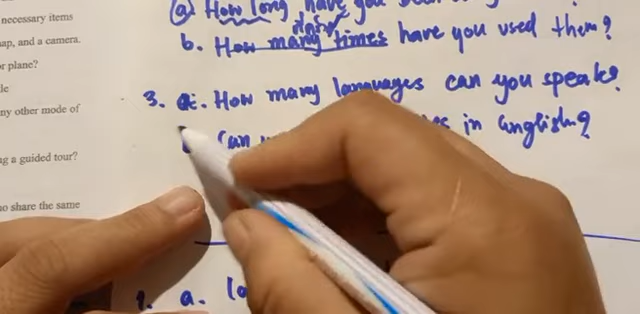 necessary items
ap, and a camera.
r plane?
le
ny other mode of
g a guided tour?
o share the same
(a) How long have you
b. How many times have you used them?
3. a. How many languages can you speak?
Can in english?
1. a.